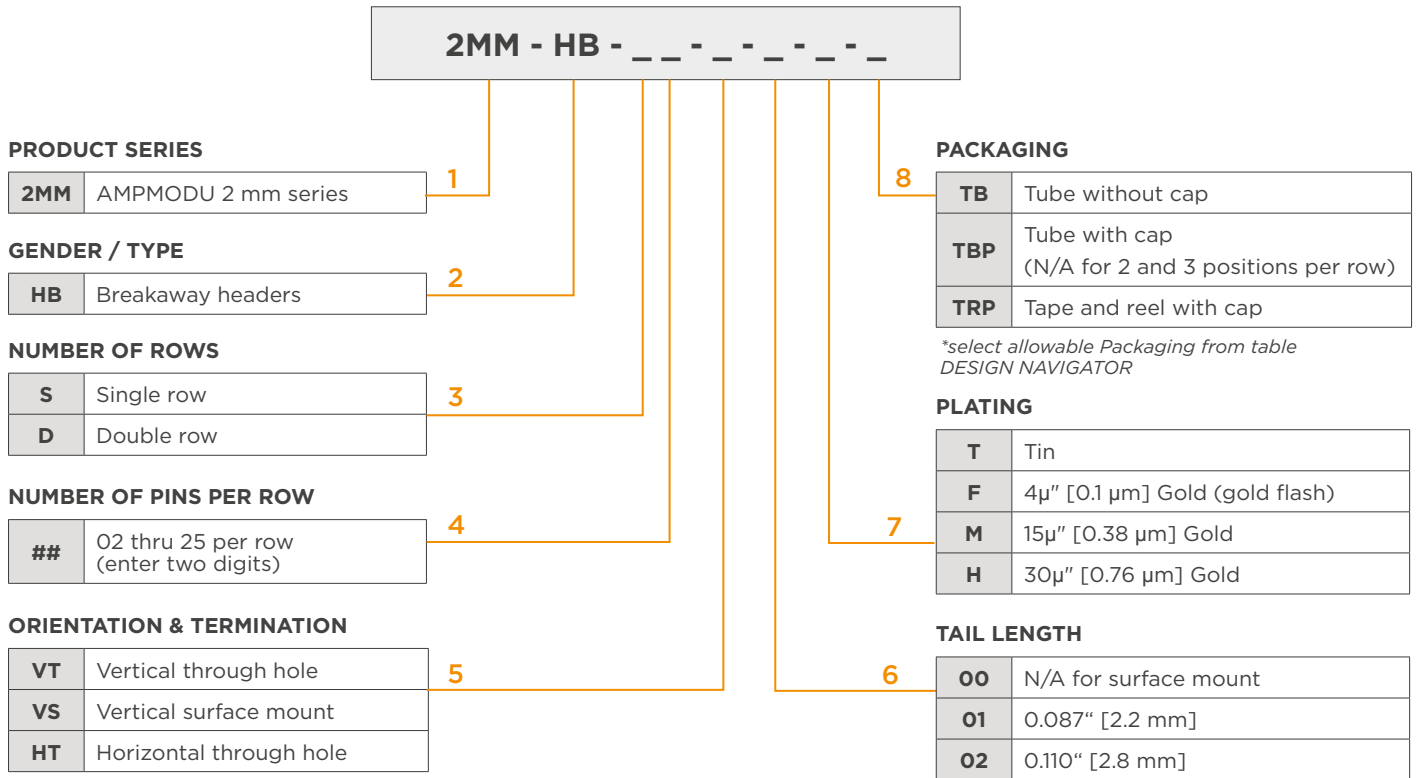 2MM - HB - _ _ - _ - _ - _ - _
PRODUCT SERIES
2MM AMPMODU 2 mm series
1
GENDER / TYPE
HB Breakaway headers
2
NUMBER OF ROWS
S Single row
D Double row
3
NUMBER OF PINS PER ROW
## 02 thru 25 per row
(enter two digits)
4
ORIENTATION & TERMINATION
VT Vertical through hole
VS Vertical surface mount
HT Horizontal through hole
5
PACKAGING
8
TB Tube without cap
TBP Tube with cap
(N/A for 2 and 3 positions per row)
TRP Tape and reel with cap
*select allowable Packaging from table
DESIGN NAVIGATOR
PLATING
T Tin
F 4µ" [0.1 µm] Gold (gold flash)
M 15µ" [0.38 µm] Gold
H 30µ" [0.76 µm] Gold
7
TAIL LENGTH
6
00 N/A for surface mount
01 0.087“ [2.2 mm]
02 0.110“ [2.8 mm]